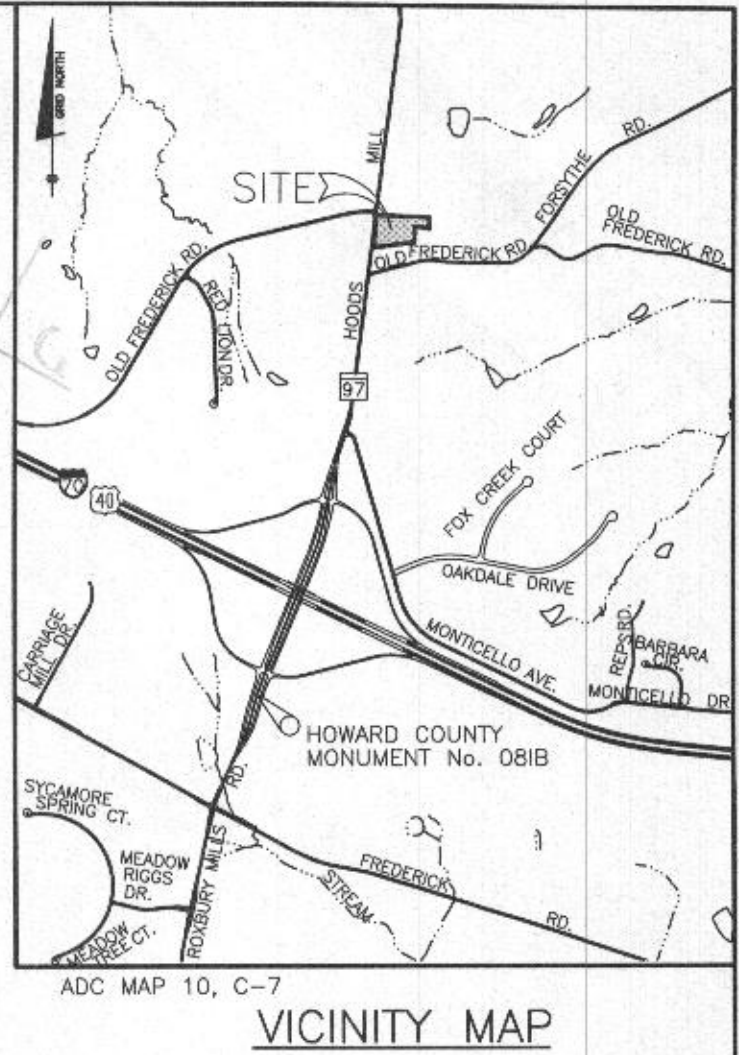 GRID NORTH
MILL
SITE
FORSYTHE
RD.
OLD
FREDERICK RD.
OLD FREDERICK RD
OLD FREDERICK RD.
RED LION DR.
HOODS
97
70
40
FOX CREEK COURT
OAKDALE DRIVE
CARRIAGE
MILL DR.
MONTICELLO AVE.
REPS RD.
BARBARA
CIR.
MONTICELLO DR
HOWARD COUNTY
MONUMENT No. 081B
RD.
SYCAMORE
SPRING CT.
MEADOW
RIGGS
DR.
ROXBURY MILLS
FREDERICK
RD.
STREAM
MEADOW
TREE CT.
ADC MAP 10, C-7
VICINITY MAP